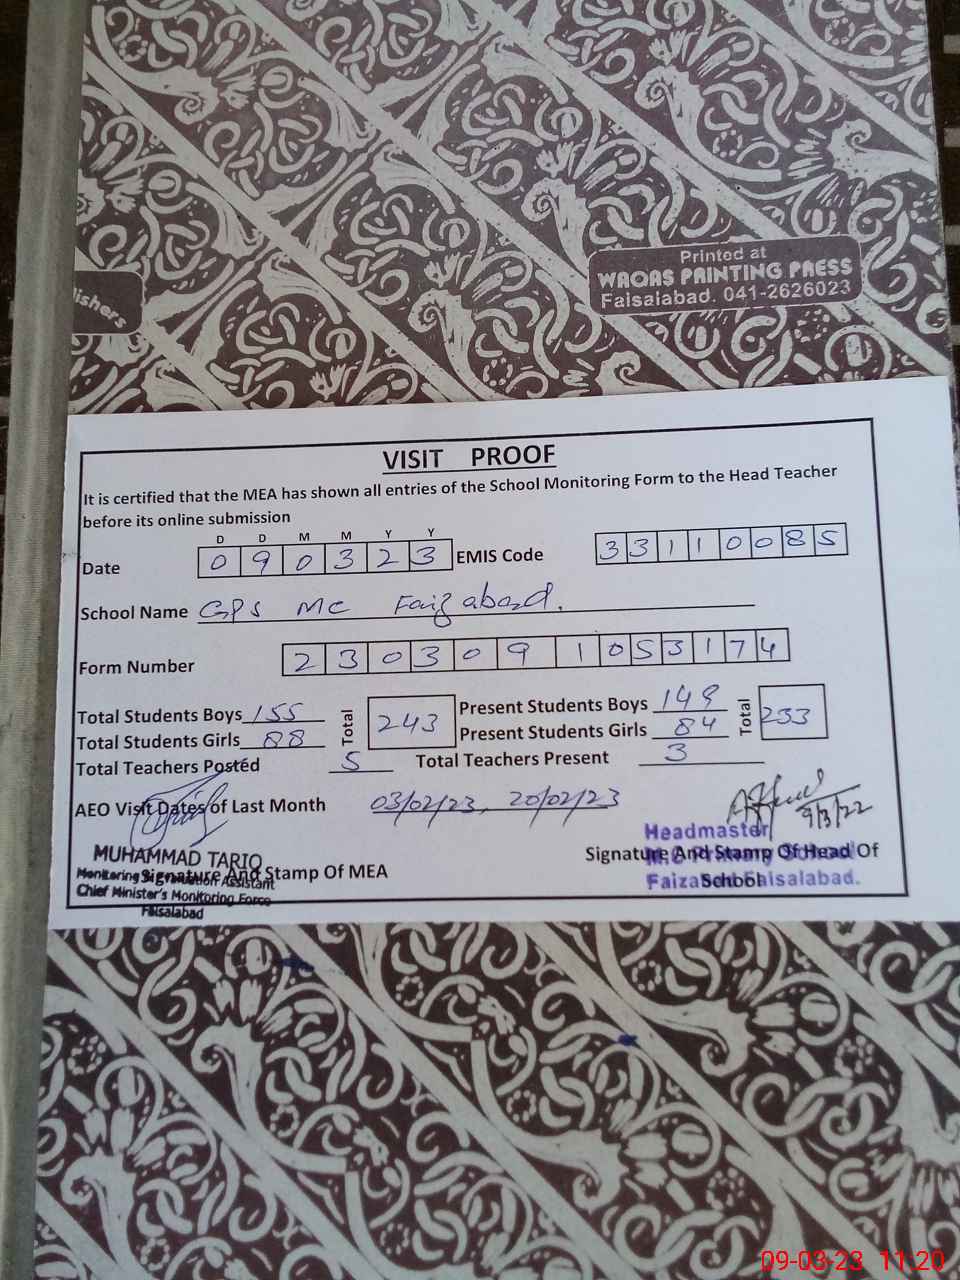 Printed at
WAQAS PRINTING PRESS
Faisalabad. 041-2626023
lishers
VISIT PROOF
It is certified that the MEA has shown all entries of the School Monitoring Form to the Head Teacher
before its online submission
D D M M Y Y
Date 0 9 0 3 2 3 EMIS Code 3 3 1 1 0 0 8 5
School Name GPS MC Faizabad.
Form Number 2 3 0 3 0 9 1 0 5 3 1 7 4
Total Students Boys 155 Total 243 Present Students Boys 149 Total 233
Total Students Girls 88 Present Students Girls 84
Total Teachers Posted 5 Total Teachers Present 3
AEO Visit Dates of Last Month 03/02/23, 20/02/23
9/3/22
Headmaster
Signature And Stamp Of Head Of
School
Faizabad Faisalabad.
MUHAMMAD TARIQ
Signature And Stamp Of MEA
Monitoring & Evaluation Assistant
Chief Minister's Monitoring Force
Faisalabad
09-03-23 11:20